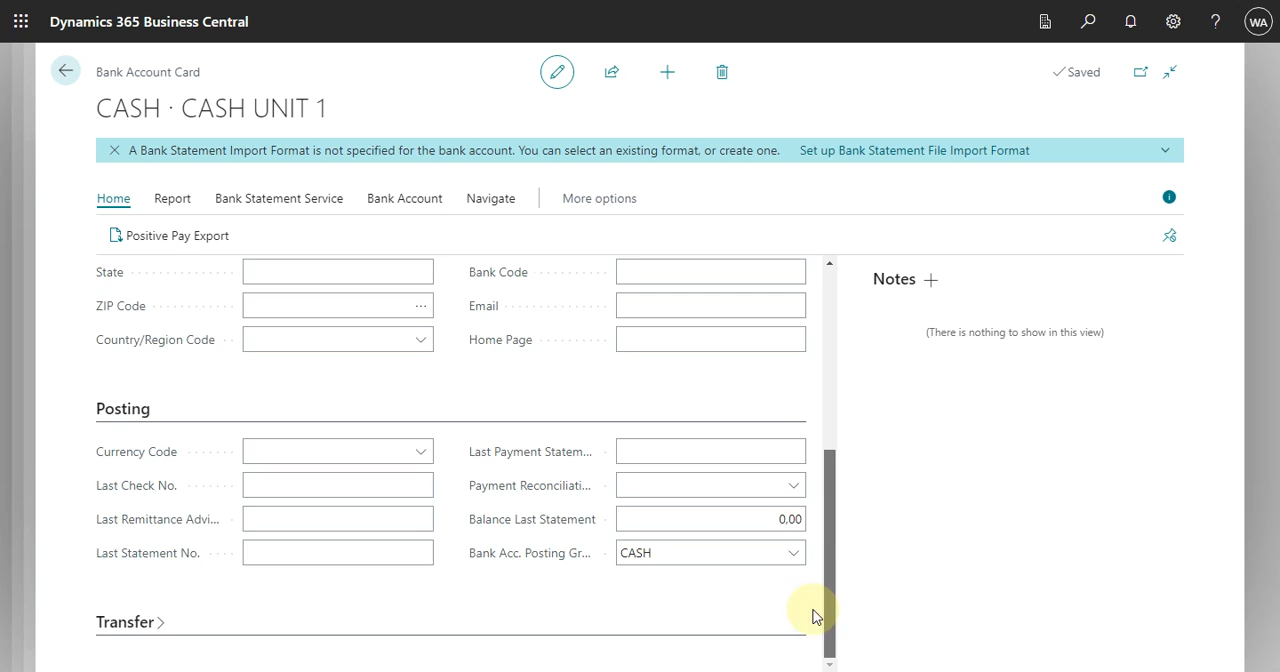 Dynamics 365 Business Central
WA
Bank Account Card
Saved
CASH · CASH UNIT 1
A Bank Statement Import Format is not specified for the bank account. You can select an existing format, or create one. Set up Bank Statement File Import Format
Home Report Bank Statement Service Bank Account Navigate More options
Positive Pay Export
State
Bank Code
ZIP Code
Email
Country/Region Code
Home Page
Notes
(There is nothing to show in this view)
Posting
Currency Code
Last Payment Statem...
Last Check No.
Payment Reconciliati...
Last Remittance Advi...
Balance Last Statement 0,00
Last Statement No.
Bank Acc. Posting Gr... CASH
Transfer